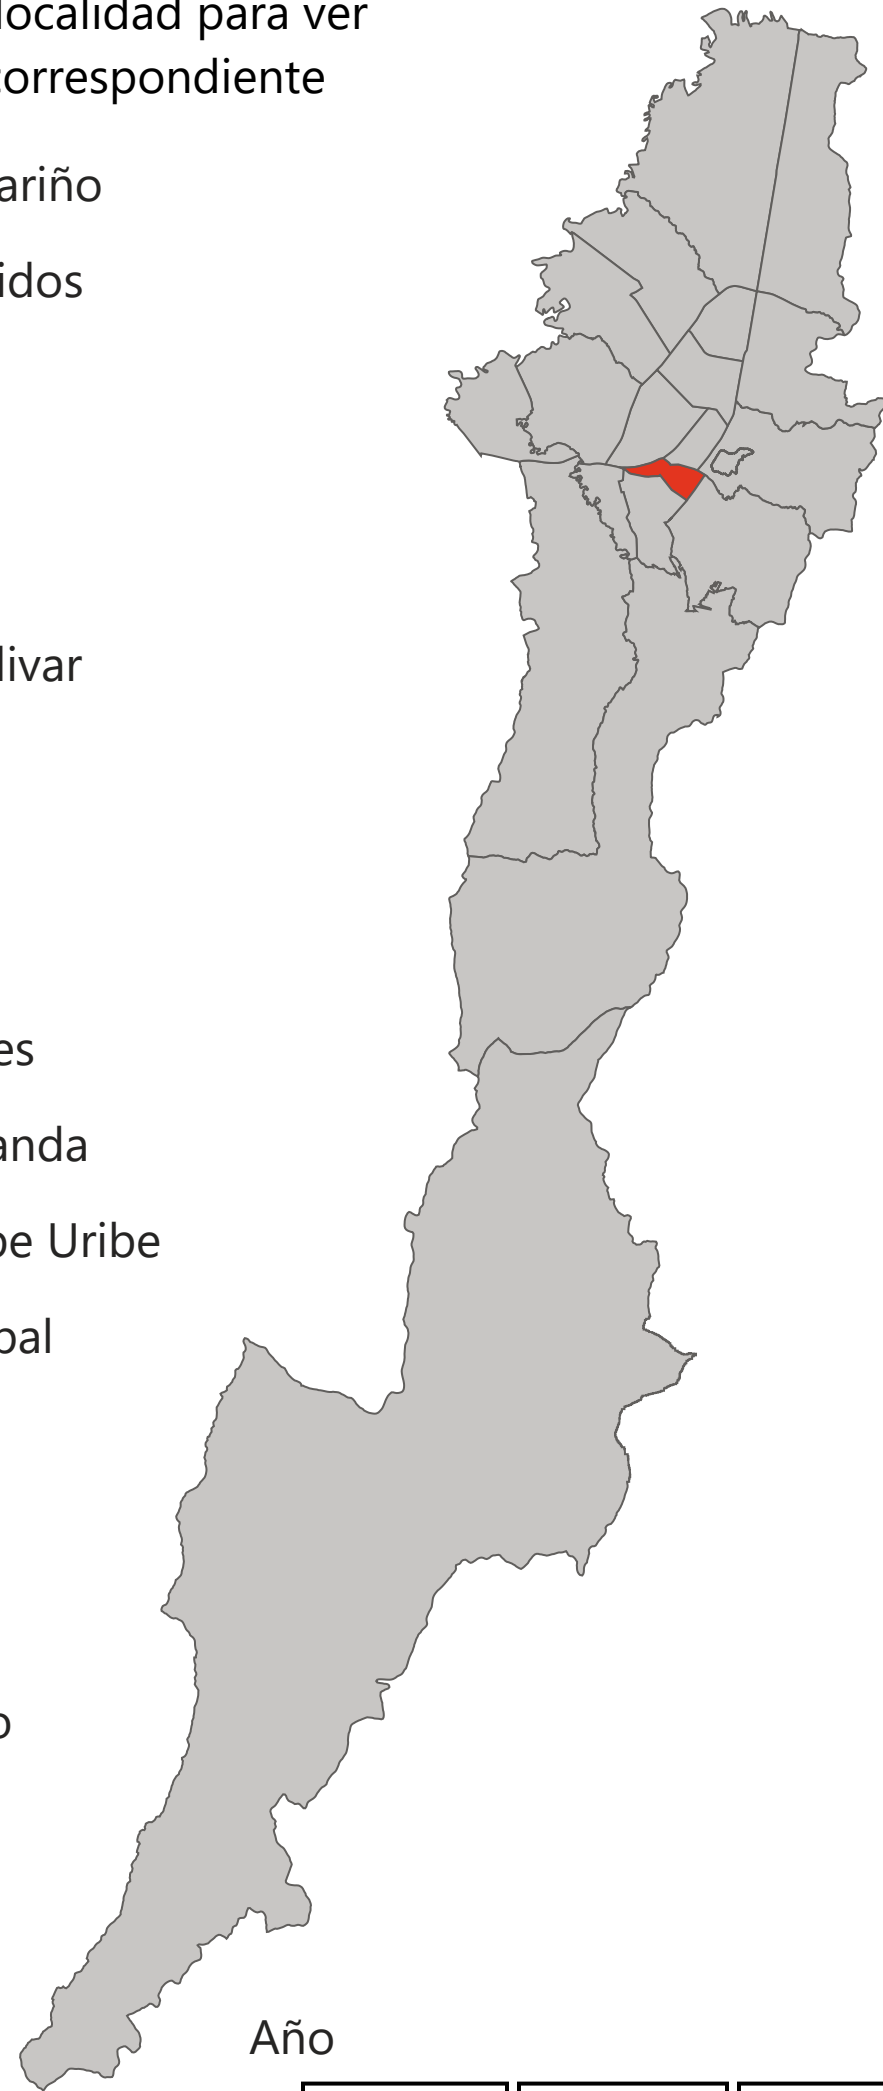 localidad para ver
correspondiente
ariño
idos
livar
es
anda
pe Uribe
bal
o
Año